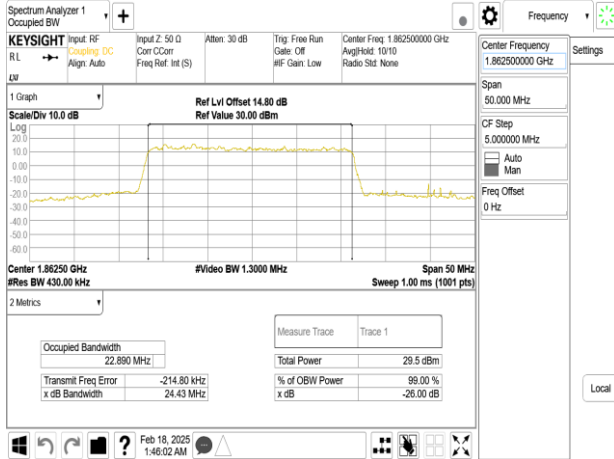 Spectrum Analyzer 1
Occupied BW
+
Frequency
KEYSIGHT
RL
Input: RF
Coupling: DC
Align: Auto
Input Z: 50 Ω
Corr CCorr
Freq Ref: Int (S)
Atten: 30 dB
Trig: Free Run
Gate: Off
#IF Gain: Low
Center Freq: 1.862500000 GHz
Avg|Hold: 10/10
Radio Std: None
Center Frequency
1.862500000 GHz
Settings
Span
50.000 MHz
CF Step
5.000000 MHz
Auto
Man
Freq Offset
0 Hz
Local
1 Graph
Scale/Div 10.0 dB
Ref Lvl Offset 14.80 dB
Ref Value 30.00 dBm
Log
20.0
10.0
0.00
-10.0
-20.0
-30.0
-40.0
-50.0
-60.0
Center 1.86250 GHz
#Video BW 1.3000 MHz
Span 50 MHz
#Res BW 430.00 kHz
Sweep 1.00 ms (1001 pts)
2 Metrics
Measure Trace
Trace 1
Occupied Bandwidth
22.890 MHz
Total Power
29.5 dBm
Transmit Freq Error
-214.80 kHz
% of OBW Power
99.00 %
x dB Bandwidth
24.43 MHz
x dB
-26.00 dB
?
Feb 18, 2025
1:46:02 AM